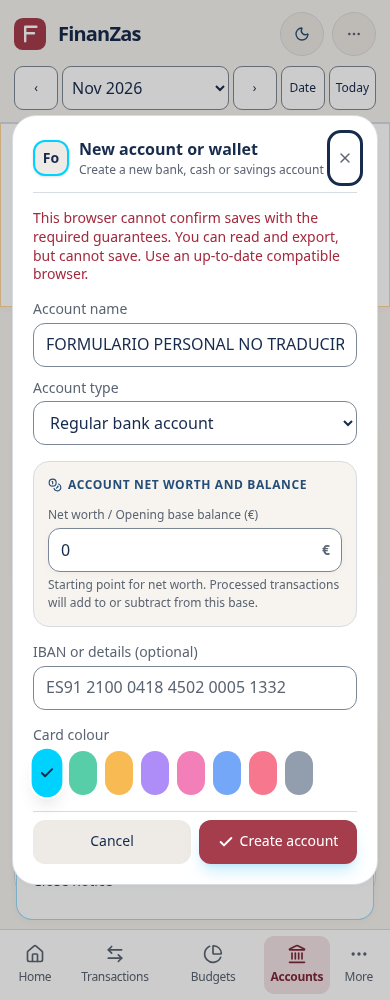 F FinanZas
‹ Nov 2026 › Date Today
Fo New account or wallet
Create a new bank, cash or savings account
This browser cannot confirm saves with the
required guarantees. You can read and export,
but cannot save. Use an up-to-date compatible
browser.
Account name
FORMULARIO PERSONAL NO TRADUCIR
Account type
Regular bank account
ACCOUNT NET WORTH AND BALANCE
Net worth / Opening base balance (€)
0 €
Starting point for net worth. Processed transactions
will add to or subtract from this base.
IBAN or details (optional)
ES91 2100 0418 4502 0005 1332
Card colour
Cancel Create account
Home Transactions Budgets Accounts More